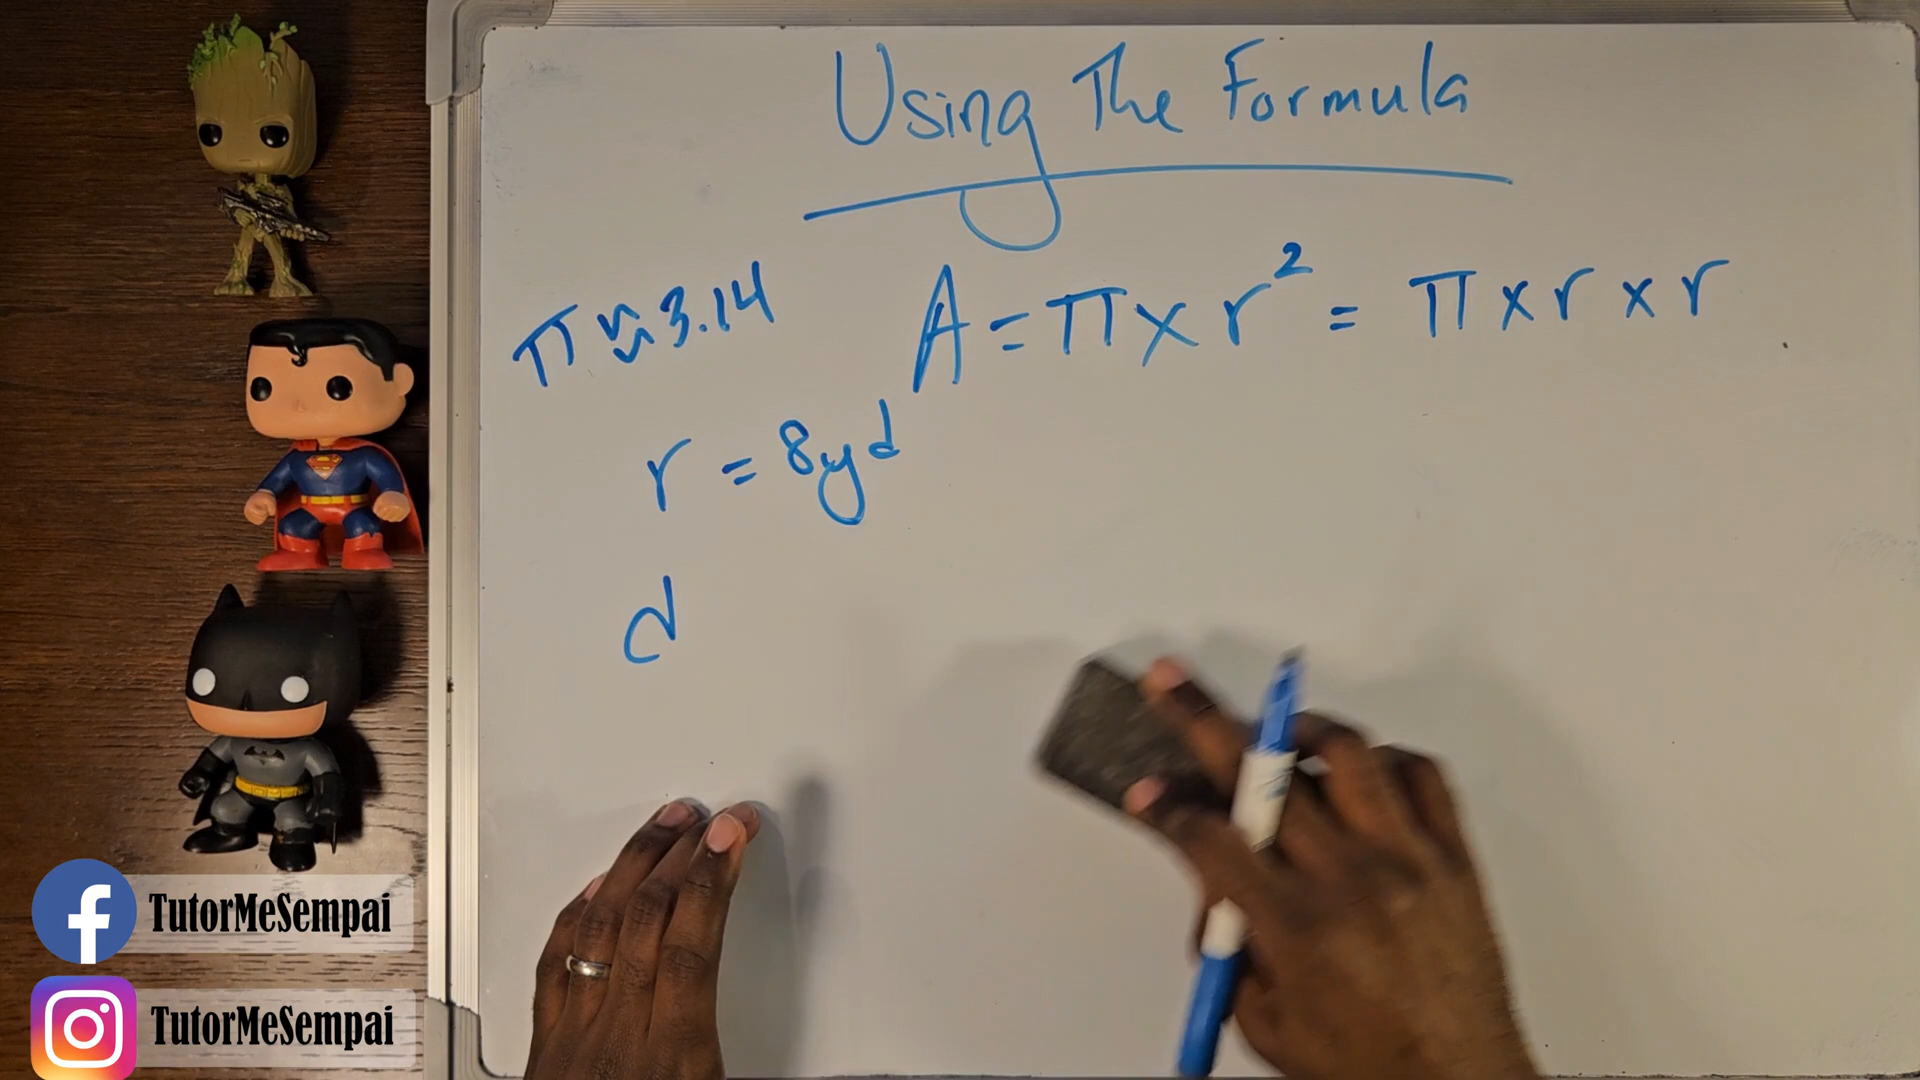 Using The Formula
π ≈ 3.14
A = π × r² = π × r × r
r = 8yd
d
TutorMeSempai
TutorMeSempai